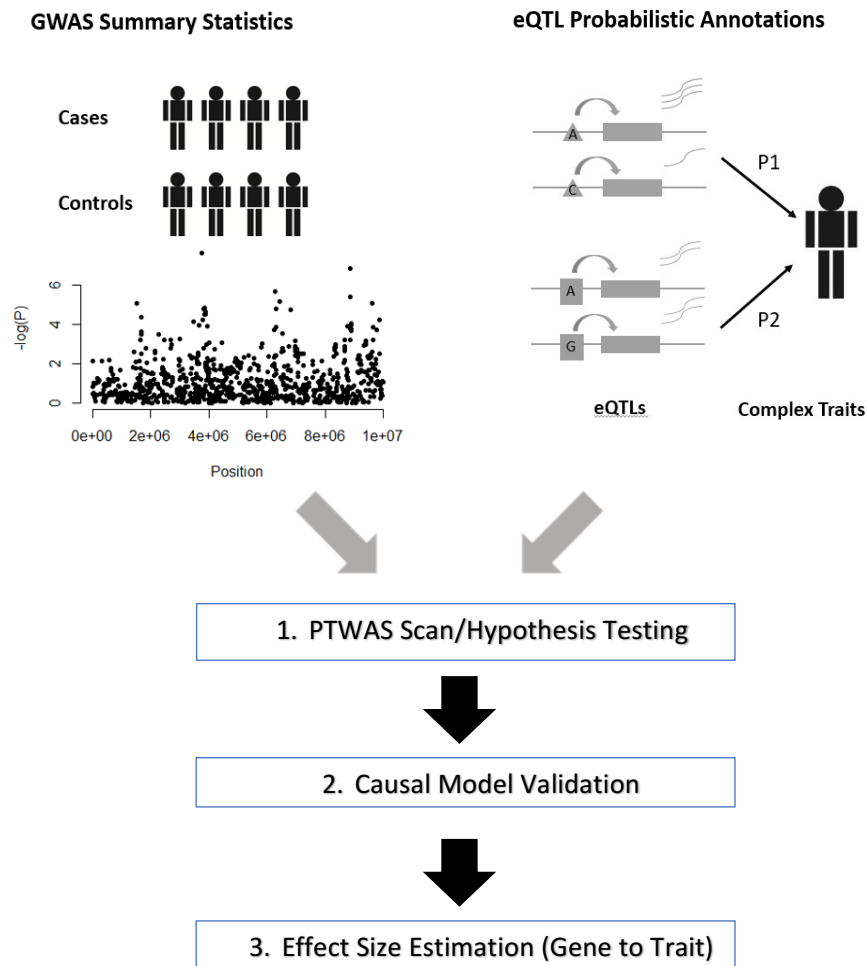 GWAS Summary Statistics
Cases
Controls
-log(P)
6
4
2
0
0e+00 2e+06 4e+06 6e+06 8e+06 1e+07
Position
eQTL Probabilistic Annotations
A
C
P1
A
G
P2
eQTLs
Complex Traits
1. PTWAS Scan/Hypothesis Testing
2. Causal Model Validation
3. Effect Size Estimation (Gene to Trait)